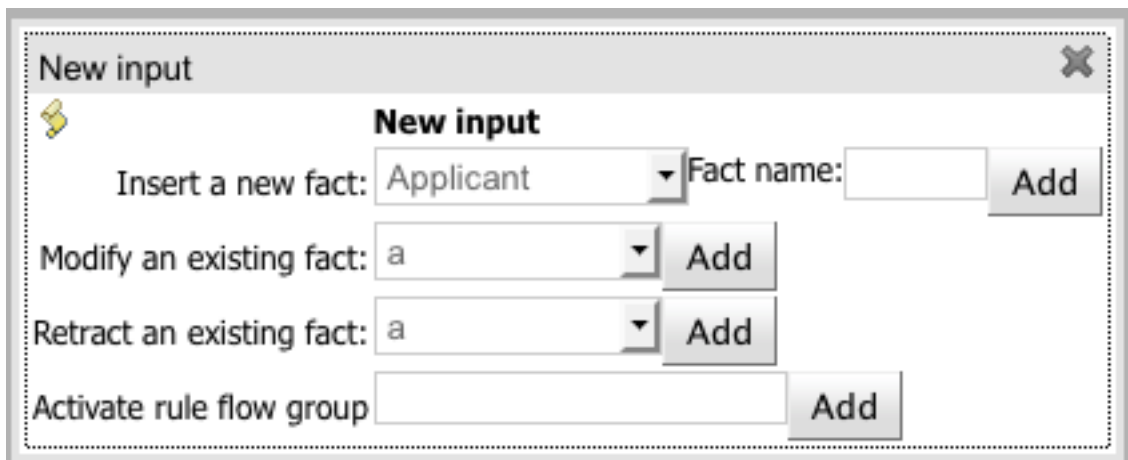 New input
New input
Insert a new fact: Applicant Fact name: Add
Modify an existing fact: a Add
Retract an existing fact: a Add
Activate rule flow group Add